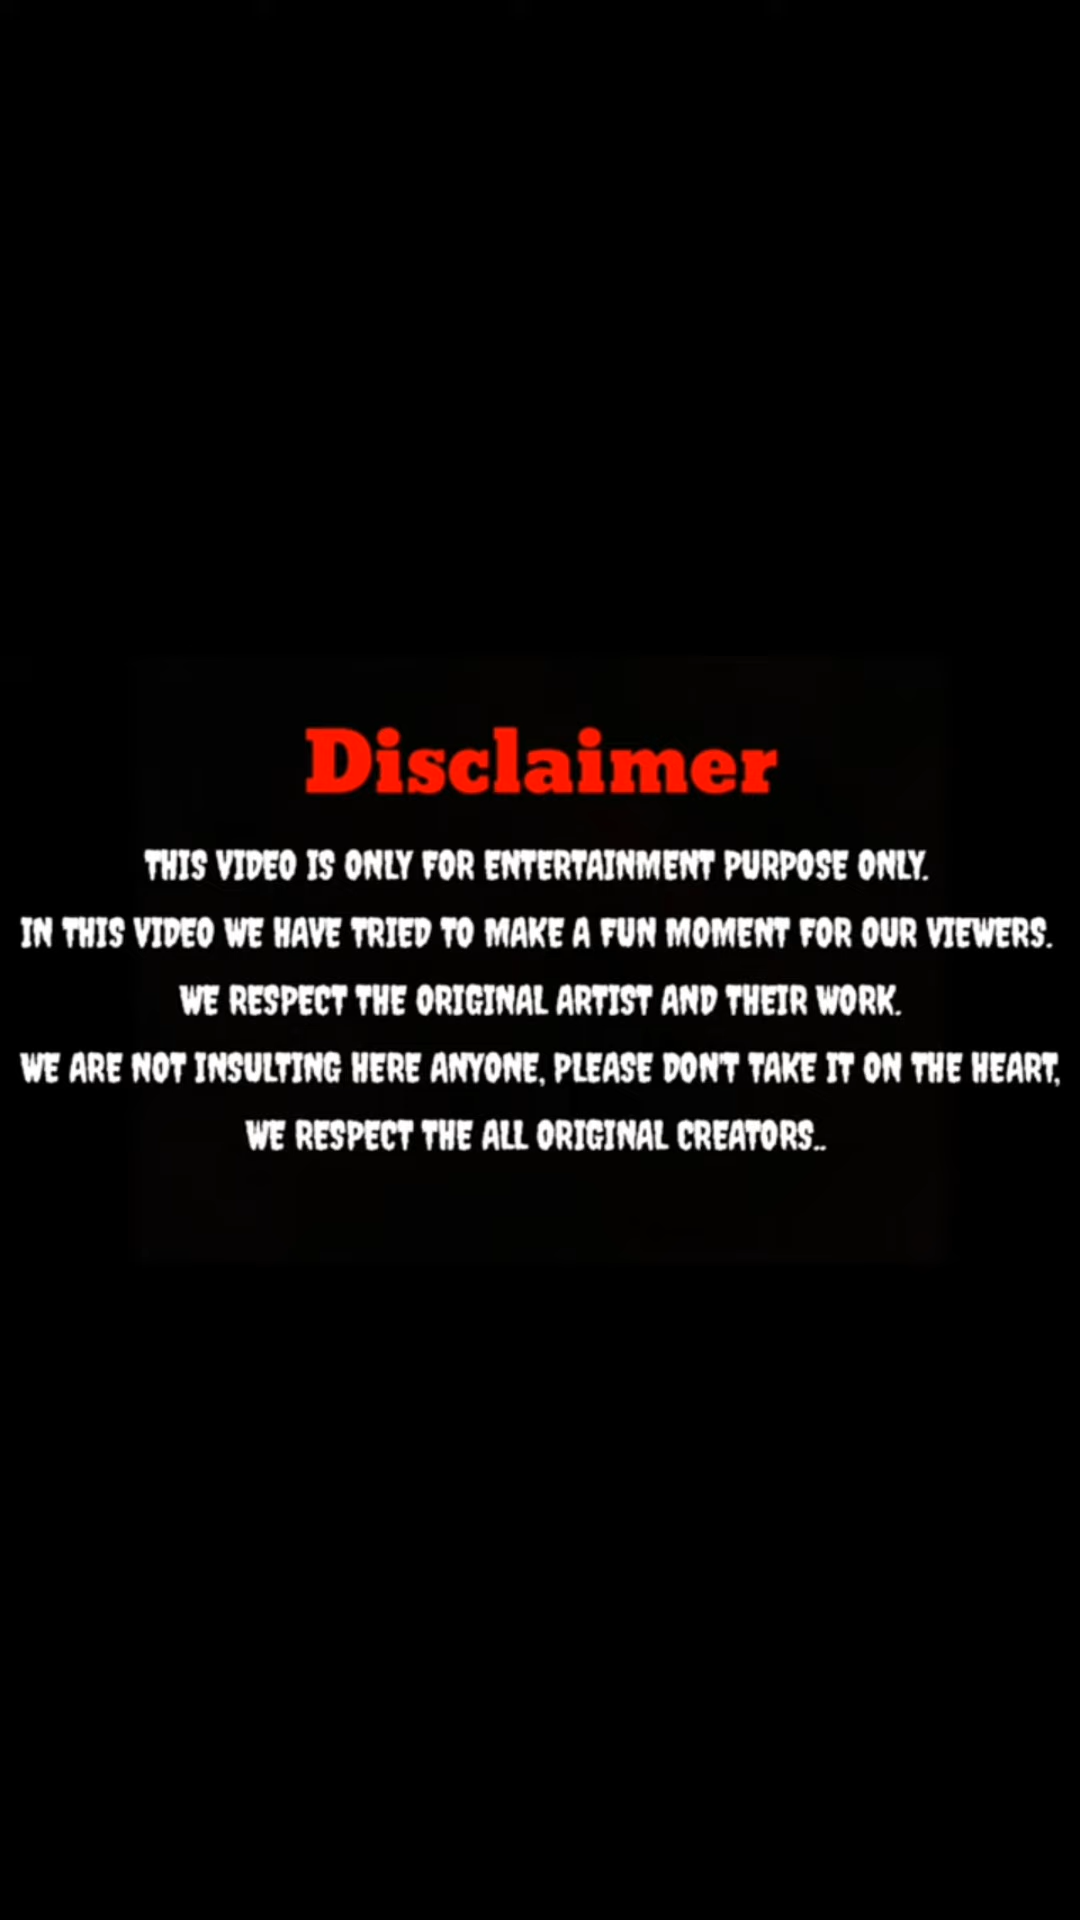 Disclaimer
THIS VIDEO IS ONLY FOR ENTERTAINMENT PURPOSE ONLY.
IN THIS VIDEO WE HAVE TRIED TO MAKE A FUN MOMENT FOR OUR VIEWERS.
WE RESPECT THE ORIGINAL ARTIST AND THEIR WORK.
WE ARE NOT INSULTING HERE ANYONE, PLEASE DON'T TAKE IT ON THE HEART,
WE RESPECT THE ALL ORIGINAL CREATORS..